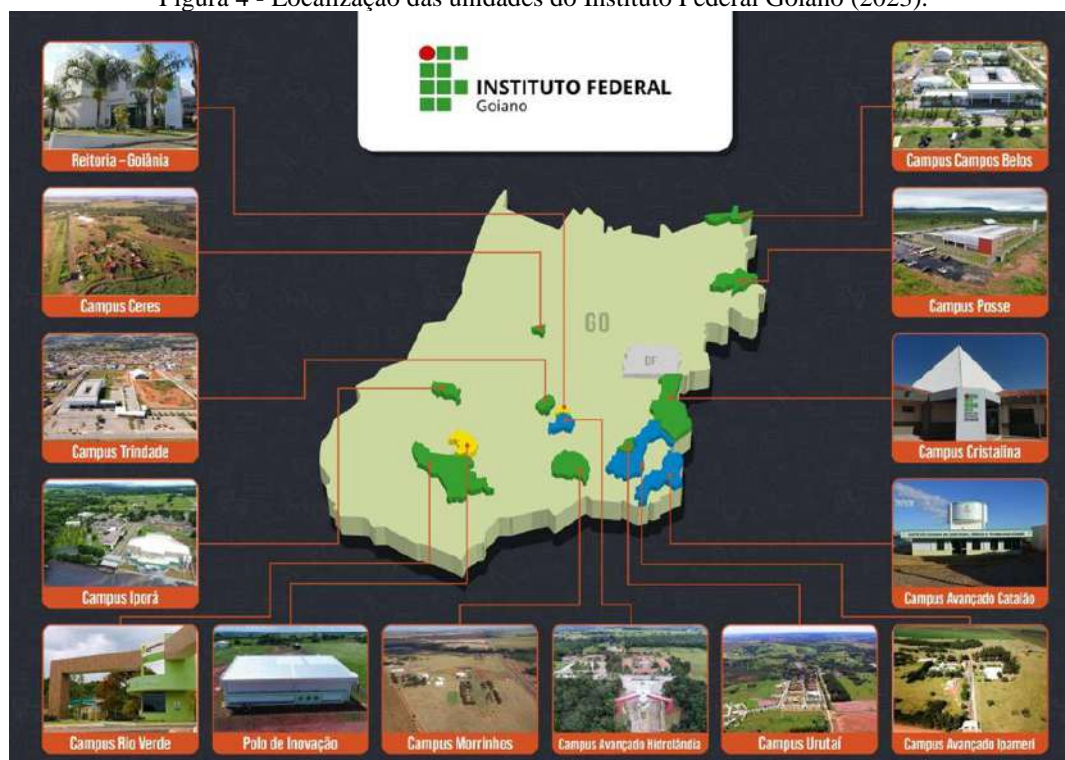 Figura 4 - Localização das unidades do Instituto Federal Goiano (2023).
INSTITUTO FEDERAL
Goiano
Reitoria – Goiânia
Campus Campos Belos
Campus Ceres
Campus Posse
GO
DF
Campus Trindade
Campus Cristalina
Campus Iporá
Campus Avançado Catalão
Campus Rio Verde
Polo de Inovação
Campus Morrinhos
Campus Avançado Hidrolândia
Campus Urutaí
Campus Avançado Ipameri